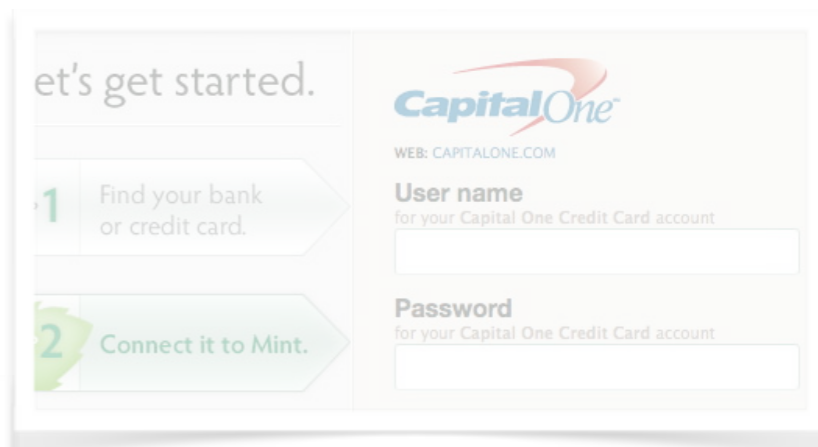 et's get started.
1
Find your bank
or credit card.
2
Connect it to Mint.
CapitalOne
WEB: CAPITALONE.COM
User name
for your Capital One Credit Card account
Password
for your Capital One Credit Card account